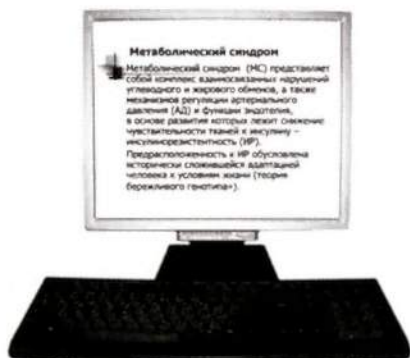 Метаболический синдром
Метаболический синдром (МС) представляет
собой комплекс взаимосвязанных нарушений
углеводного и жирового обменов, а также
механизмов регуляции артериального
давления (АД) и функции эндотелия,
в основе развития которых лежит снижение
чувствительности тканей к инсулину –
инсулинорезистентность (ИР).
Предрасположенность к ИР обусловлена
исторически сложившейся адаптацией
человека к условиям жизни (теория
бережливого генотипа»).